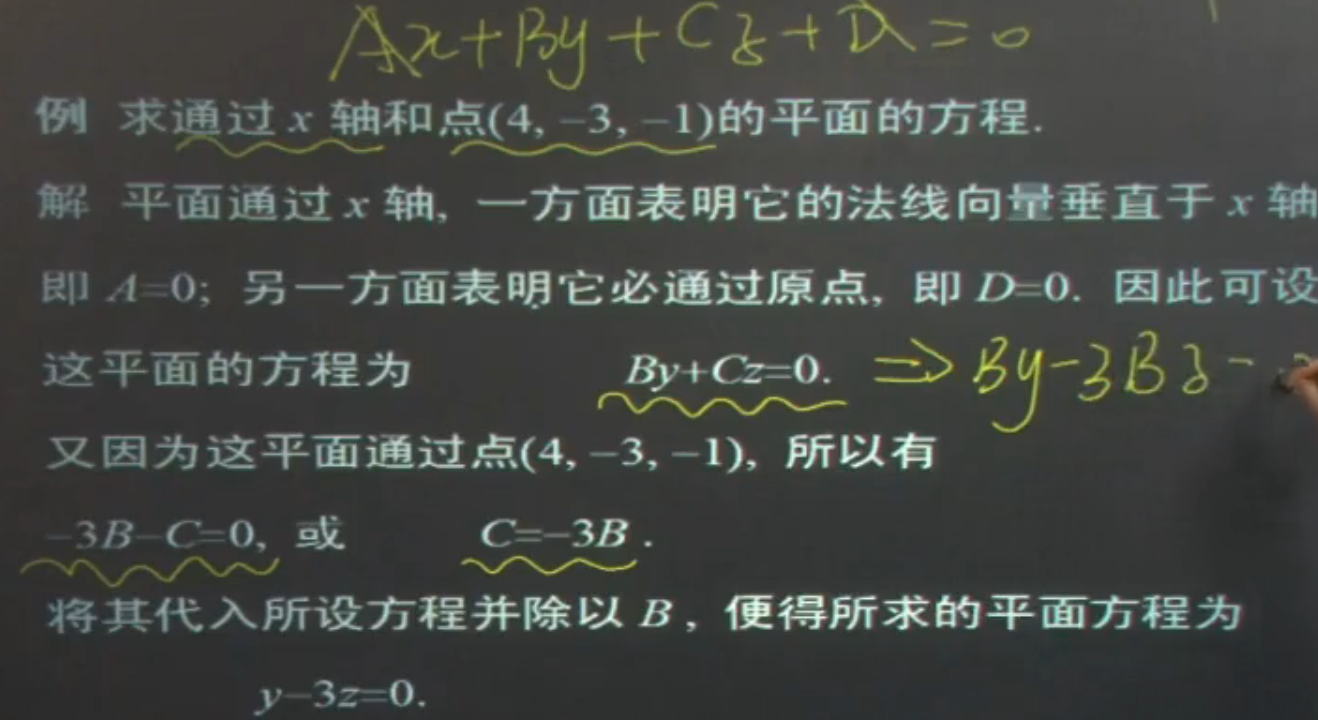 Ax+By+Cz+D=0
例 求通过 x 轴和点(4, −3, −1)的平面的方程.
解 平面通过 x 轴, 一方面表明它的法线向量垂直于 x 轴
即 A=0; 另一方面表明它必通过原点, 即 D=0. 因此可设
这平面的方程为 By+Cz=0. ⇒ By-3Bz-
又因为这平面通过点(4, −3, −1), 所以有
−3B−C=0, 或 C=−3B .
将其代入所设方程并除以 B , 便得所求的平面方程为
y−3z=0.